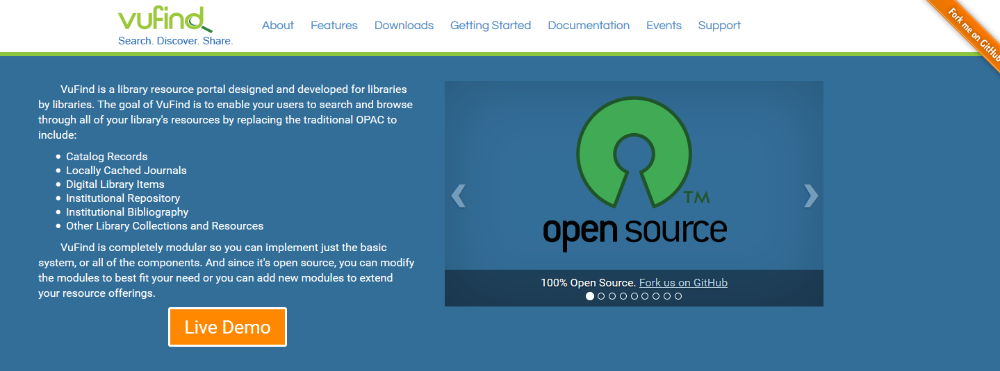 vufind
Search. Discover. Share.
About Features Downloads Getting Started Documentation Events Support
Fork me on GitHub
VuFind is a library resource portal designed and developed for libraries
by libraries. The goal of VuFind is to enable your users to search and browse
through all of your library's resources by replacing the traditional OPAC to
include:
• Catalog Records
• Locally Cached Journals
• Digital Library Items
• Institutional Repository
• Institutional Bibliography
• Other Library Collections and Resources
VuFind is completely modular so you can implement just the basic
system, or all of the components. And since it's open source, you can modify
the modules to best fit your need or you can add new modules to extend
your resource offerings.
Live Demo
TM
open source
100% Open Source. Fork us on GitHub